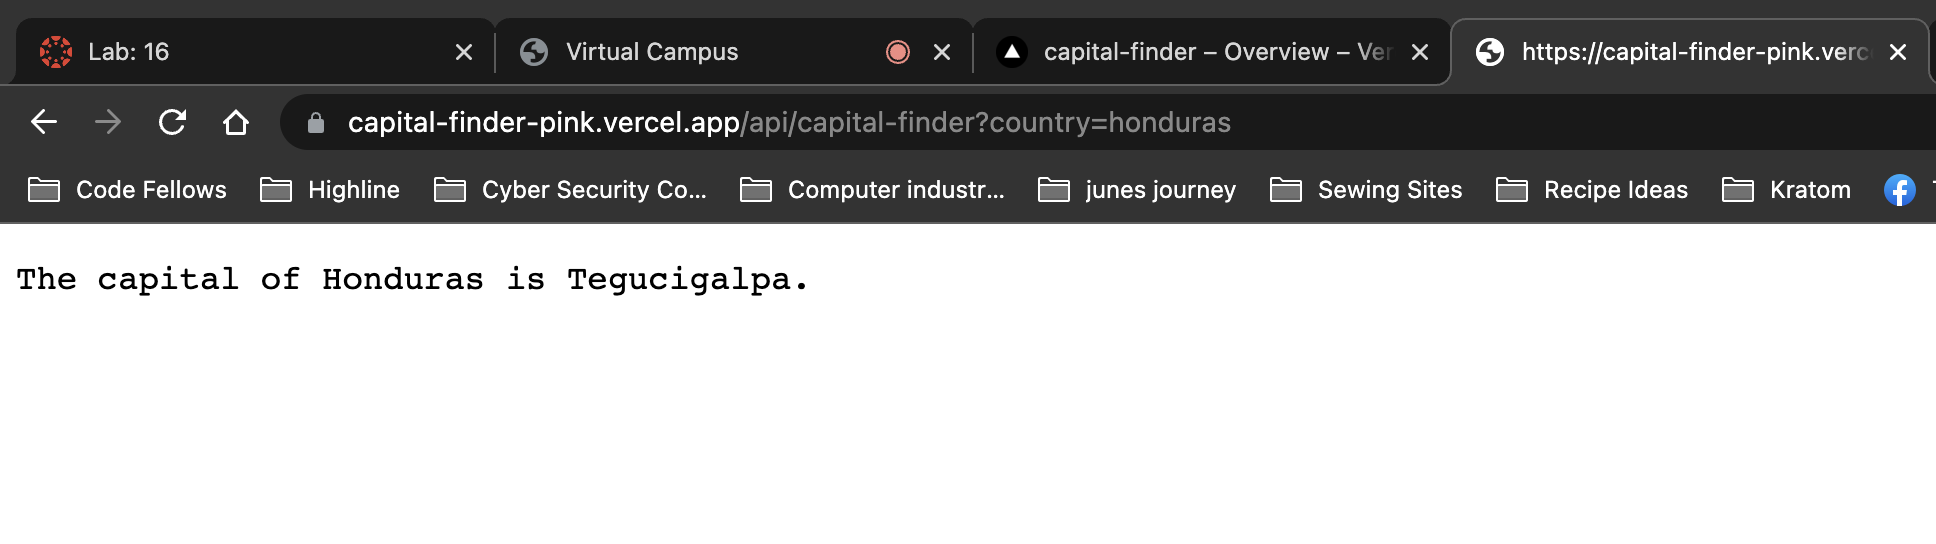 Lab: 16
Virtual Campus
capital-finder – Overview – Ver
https://capital-finder-pink.verc
capital-finder-pink.vercel.app/api/capital-finder?country=honduras
Code Fellows
Highline
Cyber Security Co...
Computer industr...
junes journey
Sewing Sites
Recipe Ideas
Kratom
The capital of Honduras is Tegucigalpa.